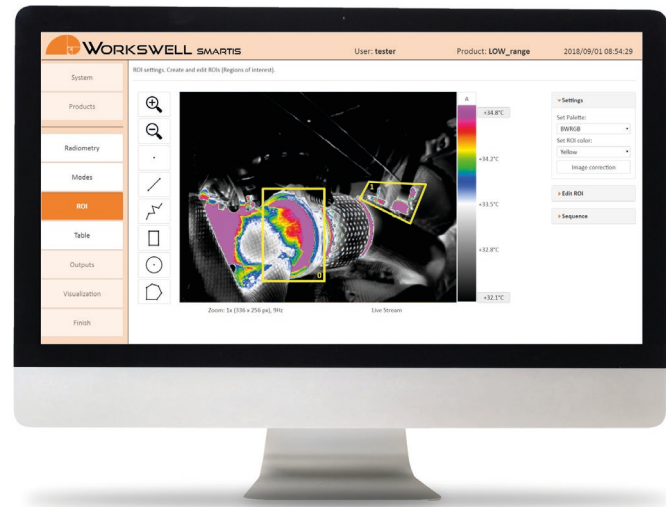 WORKSWELL SMARTIS
User: tester
Product: LOW_range
2018/09/01 08:54:29
System
Products
Radiometry
Modes
ROI
Table
Outputs
Visualization
Finish
ROI settings. Create and edit ROIs (Regions of interest).
A
+34.8°C
+34.2°C
+33.5°C
+32.8°C
+32.1°C
1
0
Zoom: 1x (336 x 256 px), 9Hz
Live Stream
Settings
Set Palette:
BWRGB
Set ROI color:
Yellow
Image correction
Edit ROI
Sequence